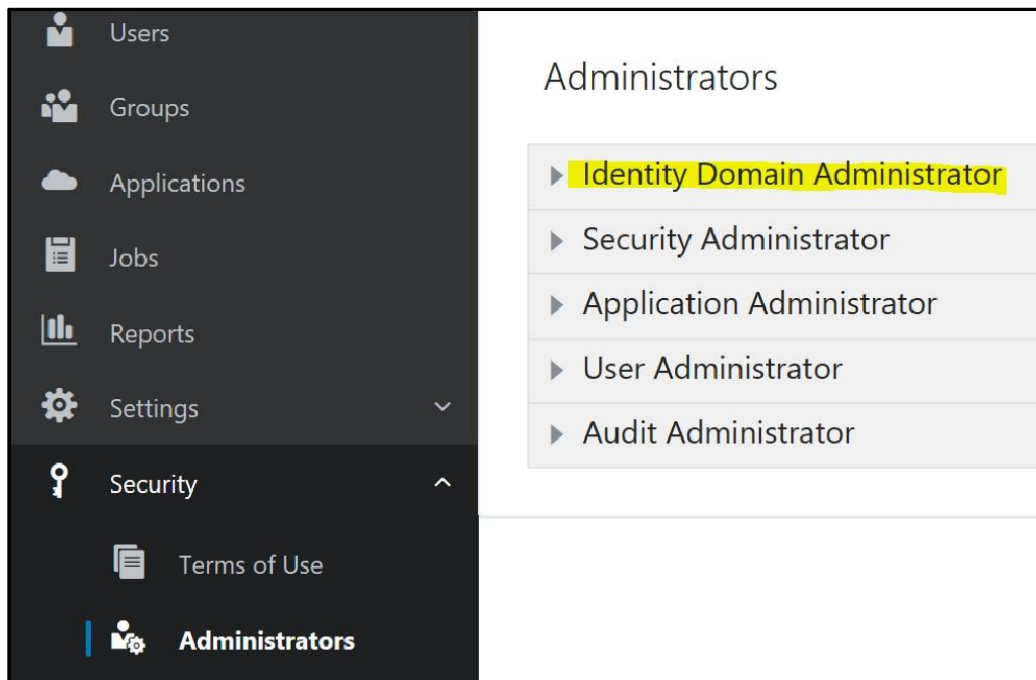 Users
Groups
Applications
Jobs
Reports
Settings
Security
Terms of Use
Administrators
Administrators
Identity Domain Administrator
Security Administrator
Application Administrator
User Administrator
Audit Administrator